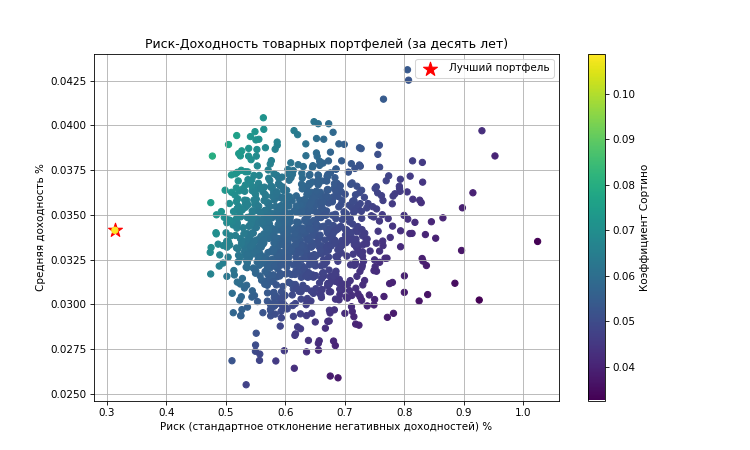 Риск-Доходность товарных портфелей (за десять лет)
Лучший портфель
Средняя доходность %
0.0425
0.0400
0.0375
0.0350
0.0325
0.0300
0.0275
0.0250
0.3 0.4 0.5 0.6 0.7 0.8 0.9 1.0
Риск (стандартное отклонение негативных доходностей) %
0.10
0.09
0.08
0.07
0.06
0.05
0.04
Коэффициент Сортино